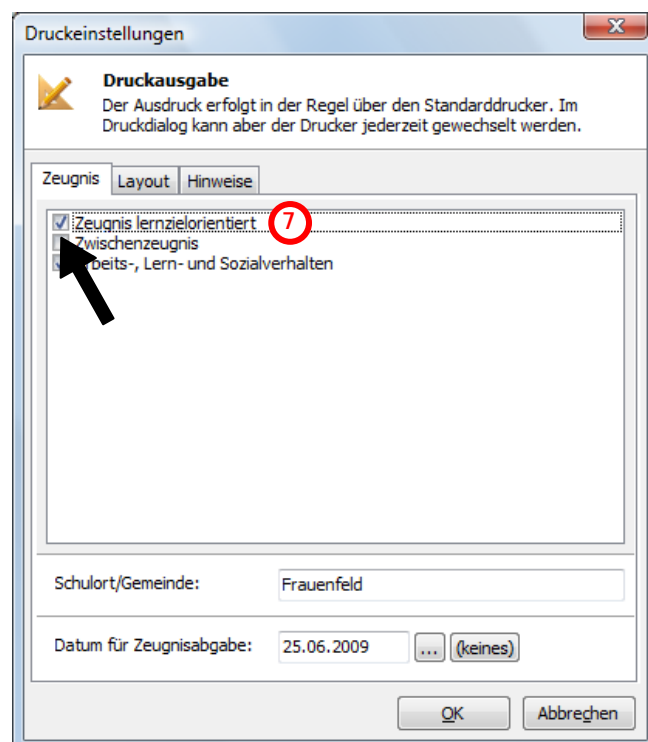 Druckeinstellungen
Druckausgabe
Der Ausdruck erfolgt in der Regel über den Standarddrucker. Im
Druckdialog kann aber der Drucker jederzeit gewechselt werden.
Zeugnis Layout Hinweise
Zeugnis lernzielorientiert 7
Zwischenzeugnis
Lern- und Sozialverhalten
Schulort/Gemeinde: Frauenfeld
Datum für Zeugnisabgabe: 25.06.2009 ... (keines)
OK Abbrechen